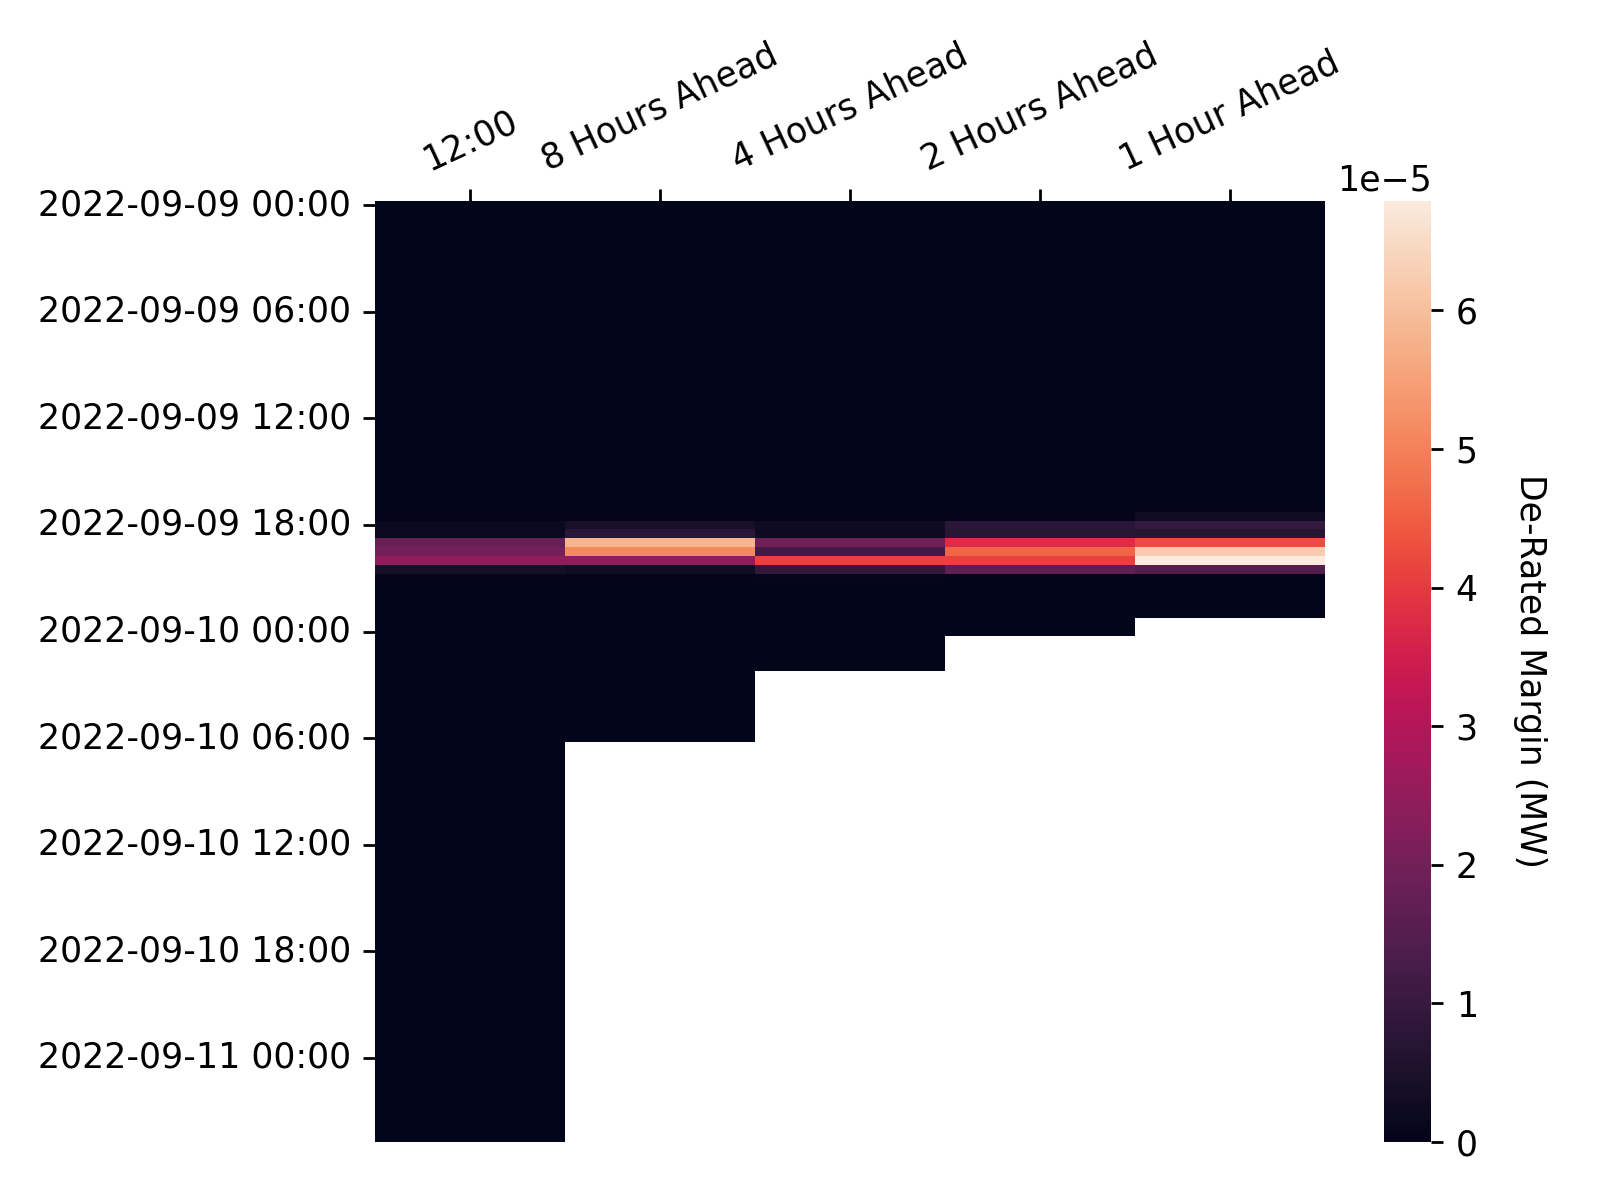 12:00
8 Hours Ahead
4 Hours Ahead
2 Hours Ahead
1 Hour Ahead
1e−5
2022-09-09 00:00
2022-09-09 06:00
2022-09-09 12:00
2022-09-09 18:00
2022-09-10 00:00
2022-09-10 06:00
2022-09-10 12:00
2022-09-10 18:00
2022-09-11 00:00
6
5
4
3
2
1
0
De-Rated Margin (MW)